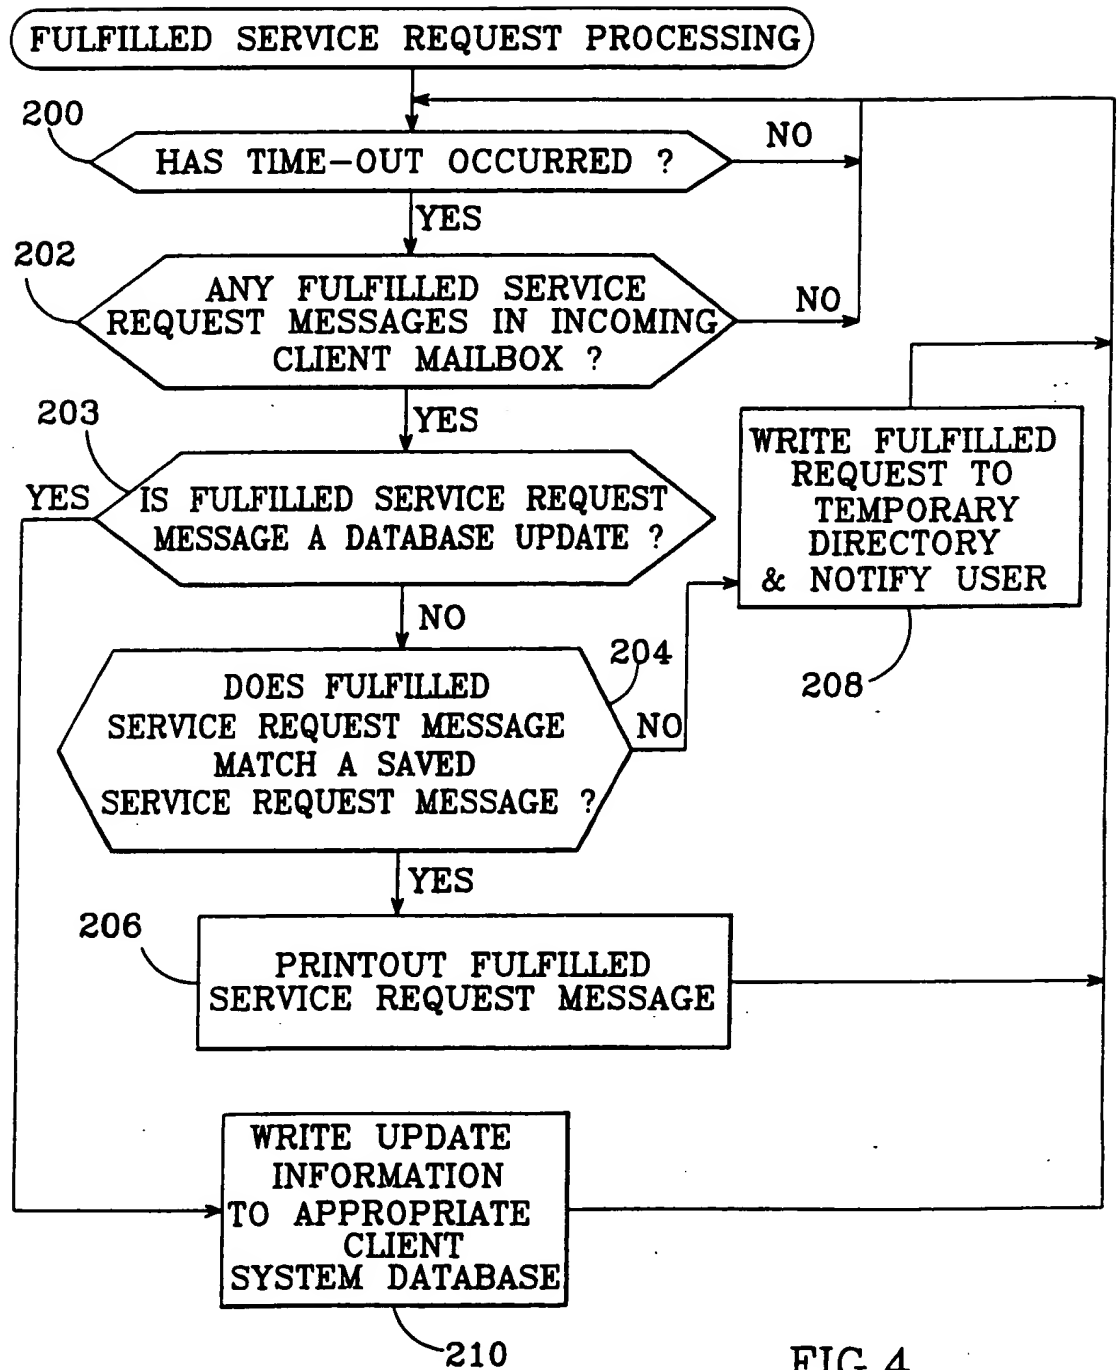 FULFILLED SERVICE REQUEST PROCESSING
200
HAS TIME-OUT OCCURRED ?
NO
YES
202
ANY FULFILLED SERVICE
REQUEST MESSAGES IN INCOMING
CLIENT MAILBOX ?
NO
YES
203
YES
IS FULFILLED SERVICE REQUEST
MESSAGE A DATABASE UPDATE ?
NO
WRITE FULFILLED
REQUEST TO
TEMPORARY
DIRECTORY
& NOTIFY USER
208
204
DOES FULFILLED
SERVICE REQUEST MESSAGE
MATCH A SAVED
SERVICE REQUEST MESSAGE ?
NO
YES
206
PRINTOUT FULFILLED
SERVICE REQUEST MESSAGE
WRITE UPDATE
INFORMATION
TO APPROPRIATE
CLIENT
SYSTEM DATABASE
210
FIG 4